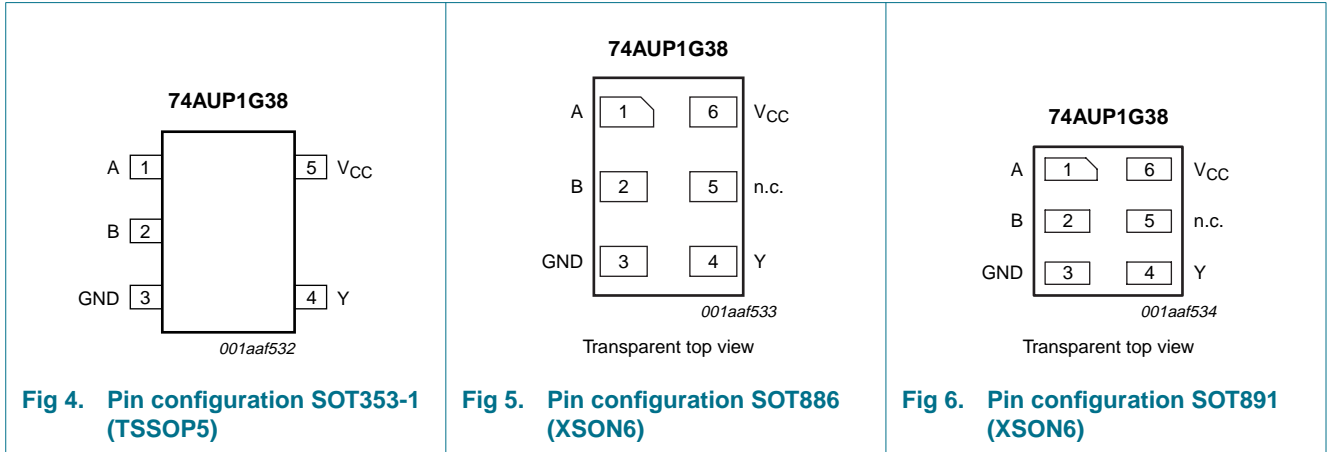 74AUP1G38
A 1 5 VCC
B 2
GND 3 4 Y
001aaf532
Fig 4. Pin configuration SOT353-1
(TSSOP5)
74AUP1G38
A 1 6 VCC
B 2 5 n.c.
GND 3 4 Y
001aaf533
Transparent top view
Fig 5. Pin configuration SOT886
(XSON6)
74AUP1G38
A 1 6 VCC
B 2 5 n.c.
GND 3 4 Y
001aaf534
Transparent top view
Fig 6. Pin configuration SOT891
(XSON6)